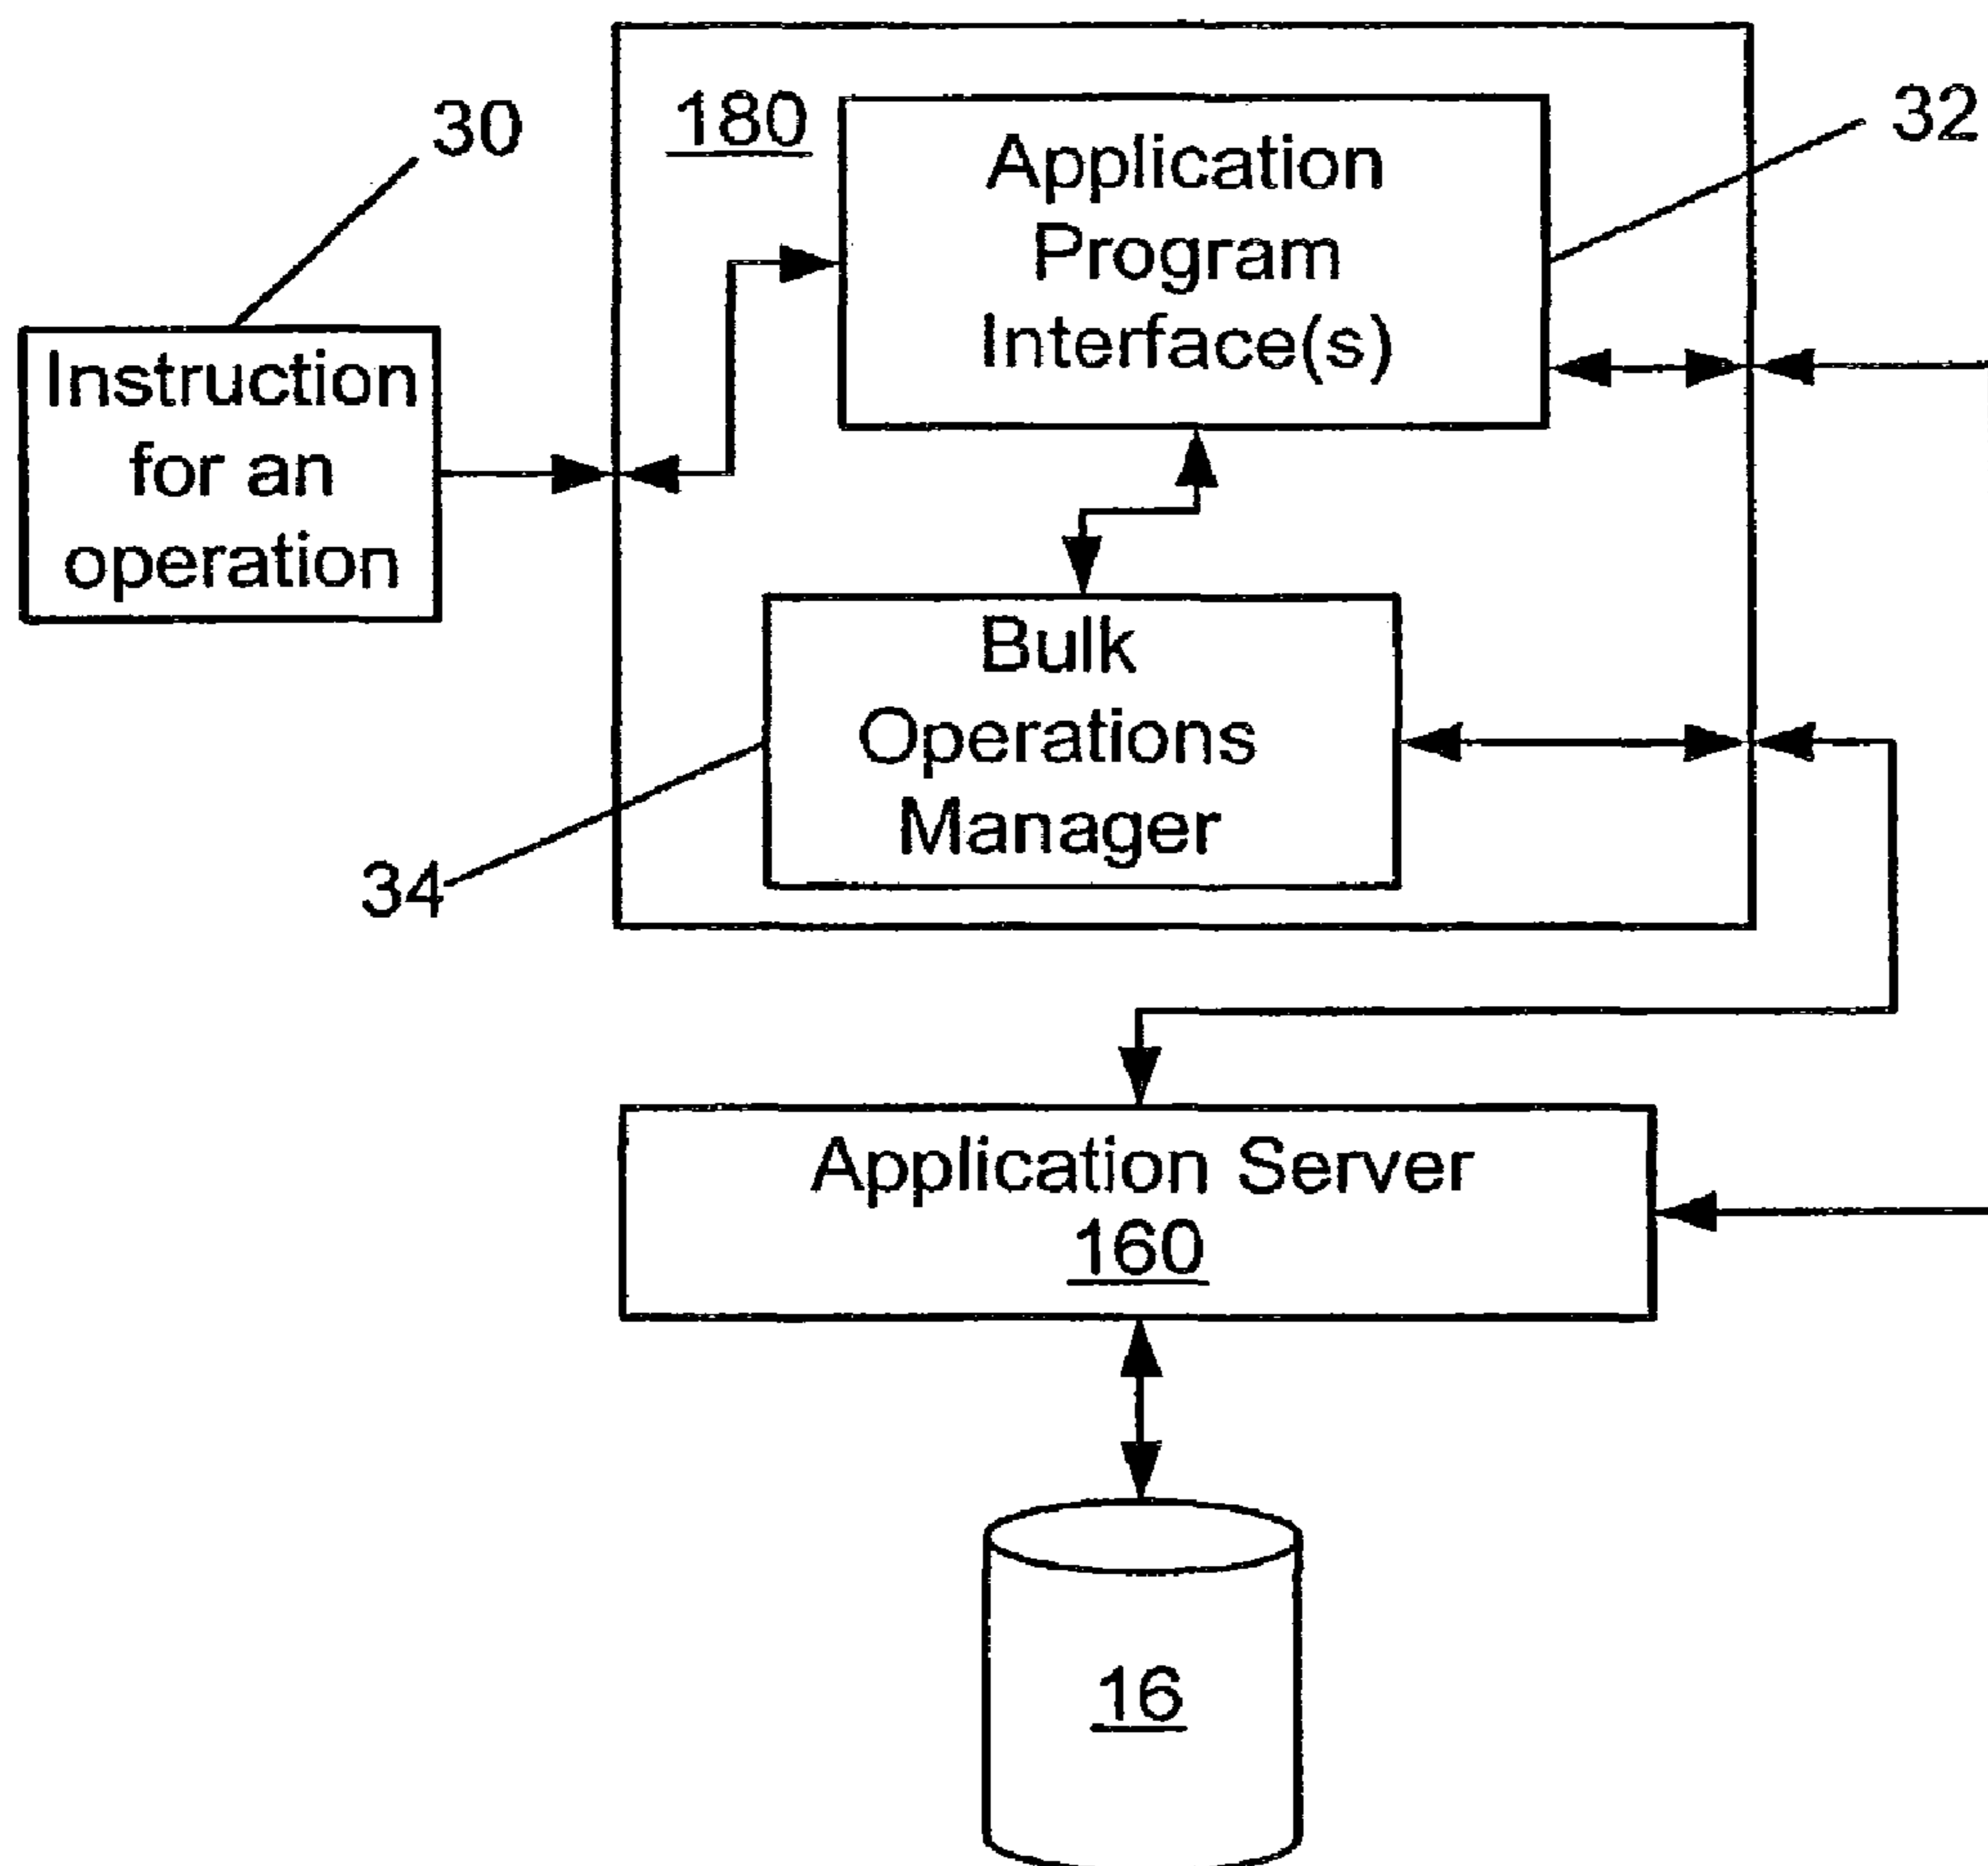 30
180
Application
Program
Interface(s)
32
Instruction
for an
operation
Bulk
Operations
Manager
34
Application Server
160
16